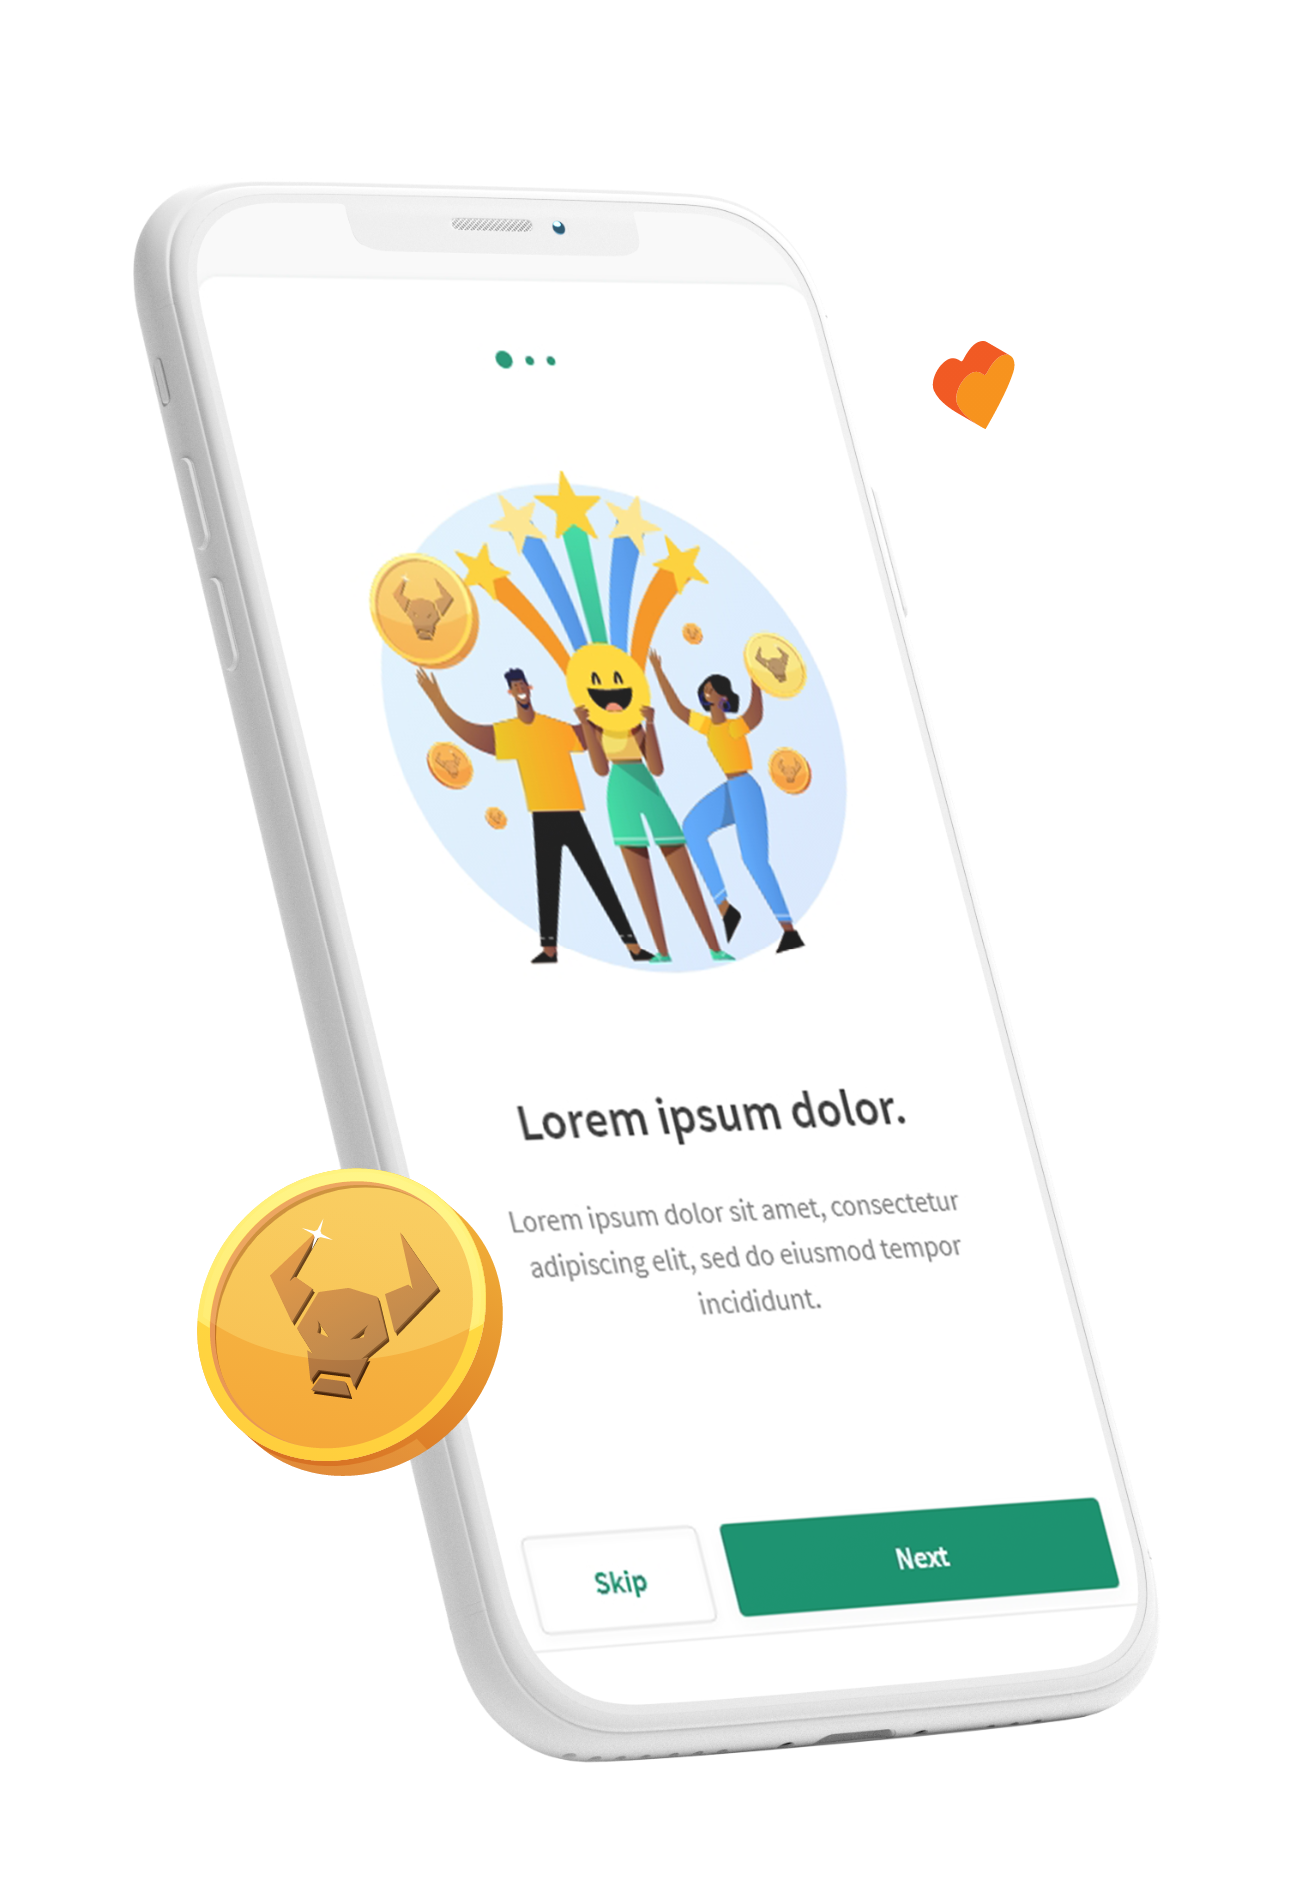 Lorem ipsum dolor.
Lorem ipsum dolor sit amet, consectetur
adipiscing elit, sed do eiusmod tempor
incididunt.
Skip
Next